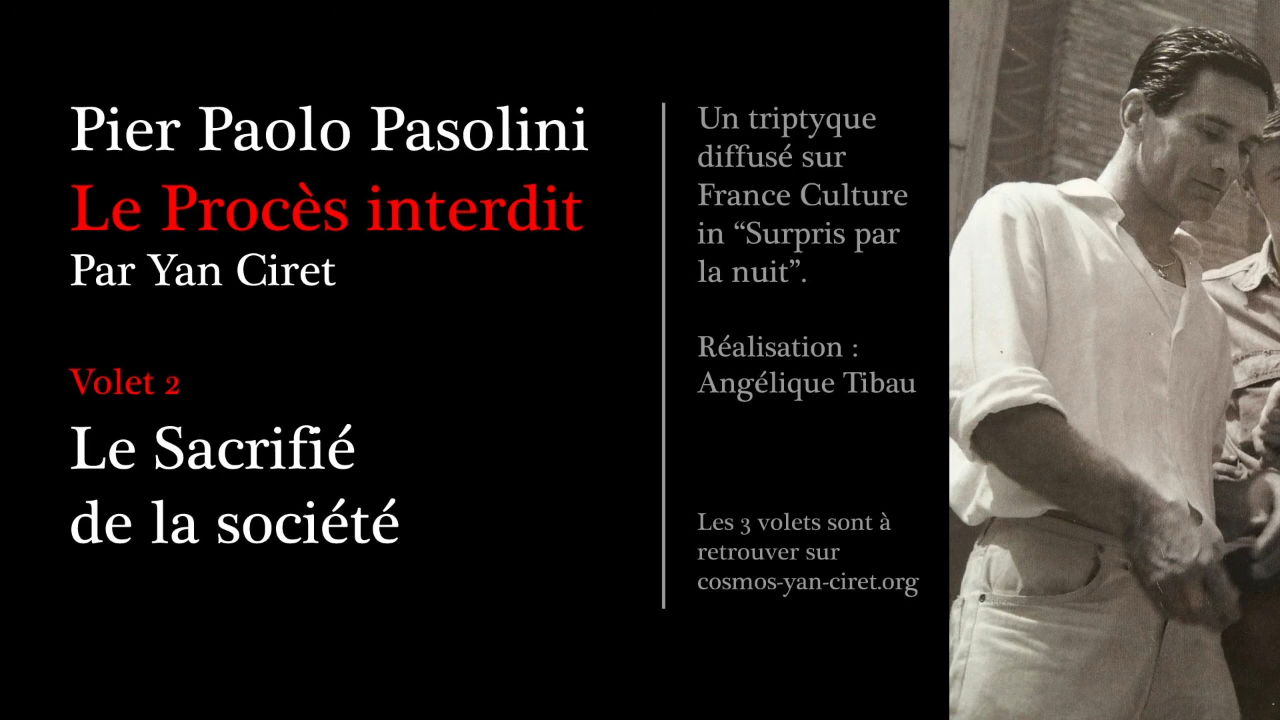 Pier Paolo Pasolini
Le Procès interdit
Par Yan Ciret
Volet 2
Le Sacrifié
de la société
Un triptyque
diffusé sur
France Culture
in “Surpris par
la nuit”.
Réalisation :
Angélique Tibau
Les 3 volets sont à
retrouver sur
cosmos-yan-ciret.org